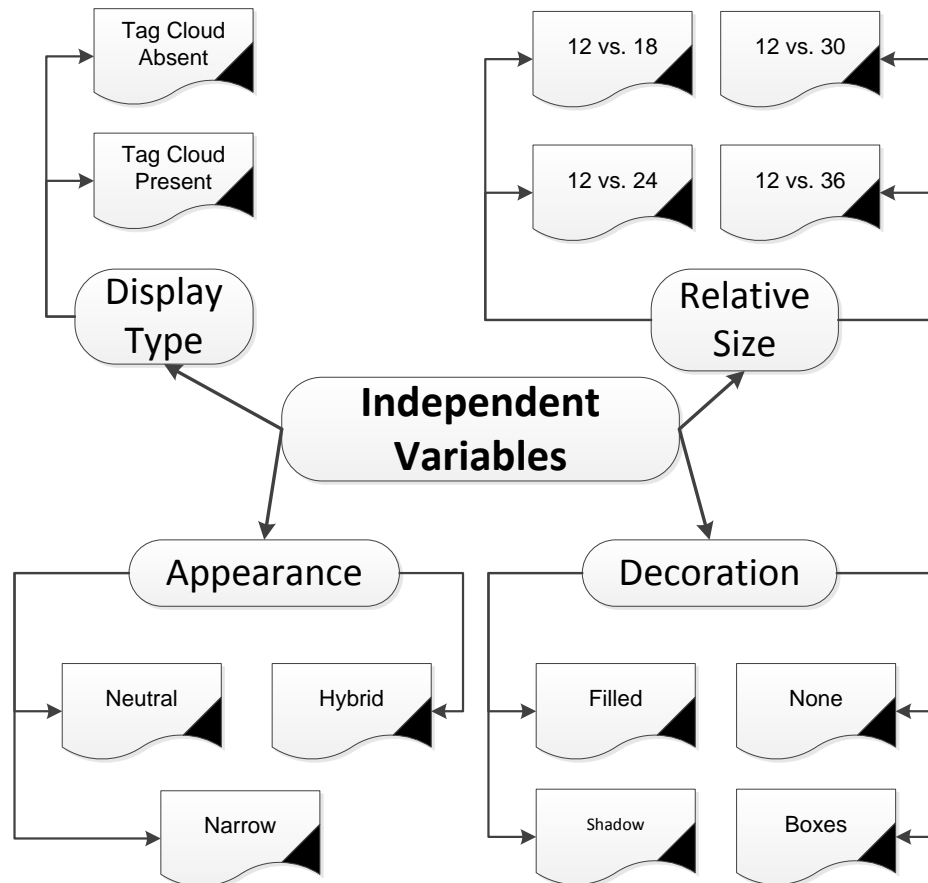 Tag Cloud
Absent
Tag Cloud
Present
Display
Type
12 vs. 18
12 vs. 30
12 vs. 24
12 vs. 36
Relative
Size
Independent
Variables
Appearance
Neutral
Hybrid
Narrow
Decoration
Filled
None
Shadow
Boxes